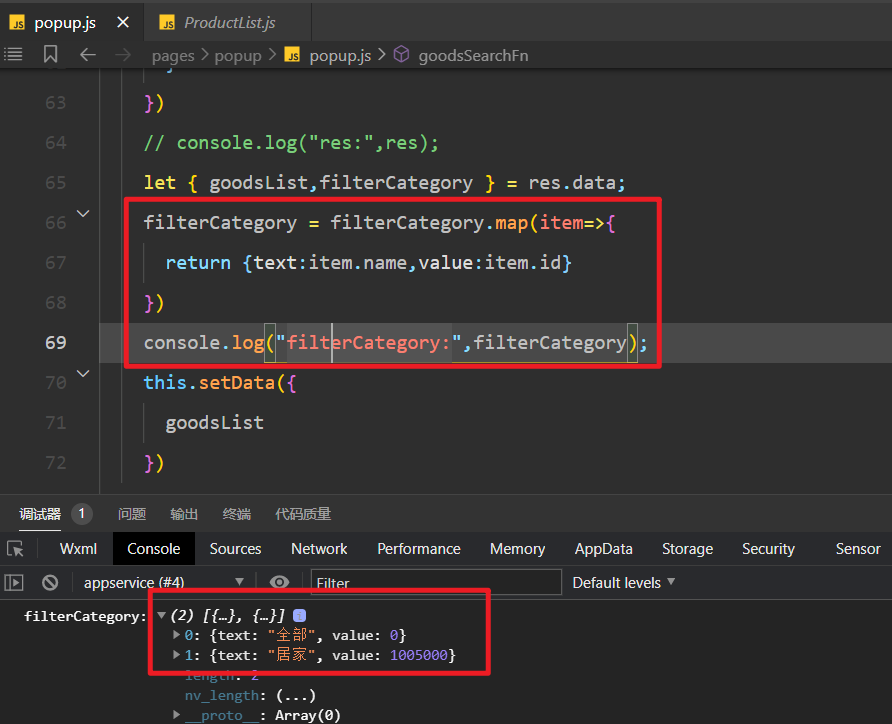 JS popup.js × JS ProductList.js
pages > popup > JS popup.js > goodsSearchFn
63 })
64 // console.log("res:",res);
65 let { goodsList,filterCategory } = res.data;
66 filterCategory = filterCategory.map(item=>{
67 return {text:item.name,value:item.id}
68 })
69 console.log("filterCategory:",filterCategory);
70 this.setData({
71 goodsList
72 })
调试器 1 问题 输出 终端 代码质量
Wxml Console Sources Network Performance Memory AppData Storage Security Sensor
appservice (#4) Filter Default levels
filterCategory: (2) [{…}, {…}]
0: {text: "全部", value: 0}
1: {text: "居家", value: 1005000}
length: 2
nv_length: (...)
__proto__: Array(0)